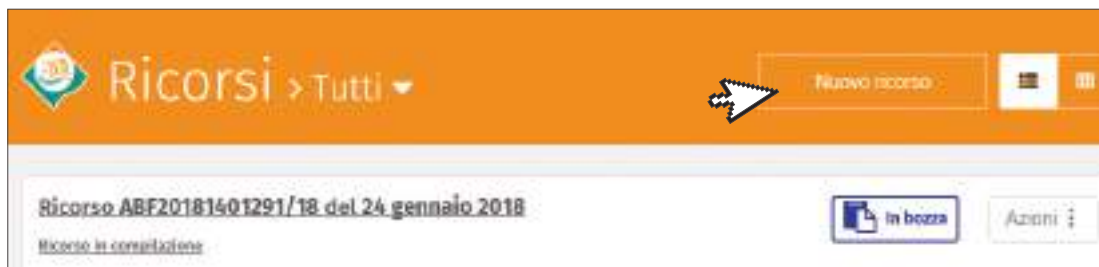 Ricorsi > Tutti
Nuovo ricorso
Ricorso ABF20181401291/18 del 24 gennaio 2018
In bozza
Azioni
Ricorso in compilazione